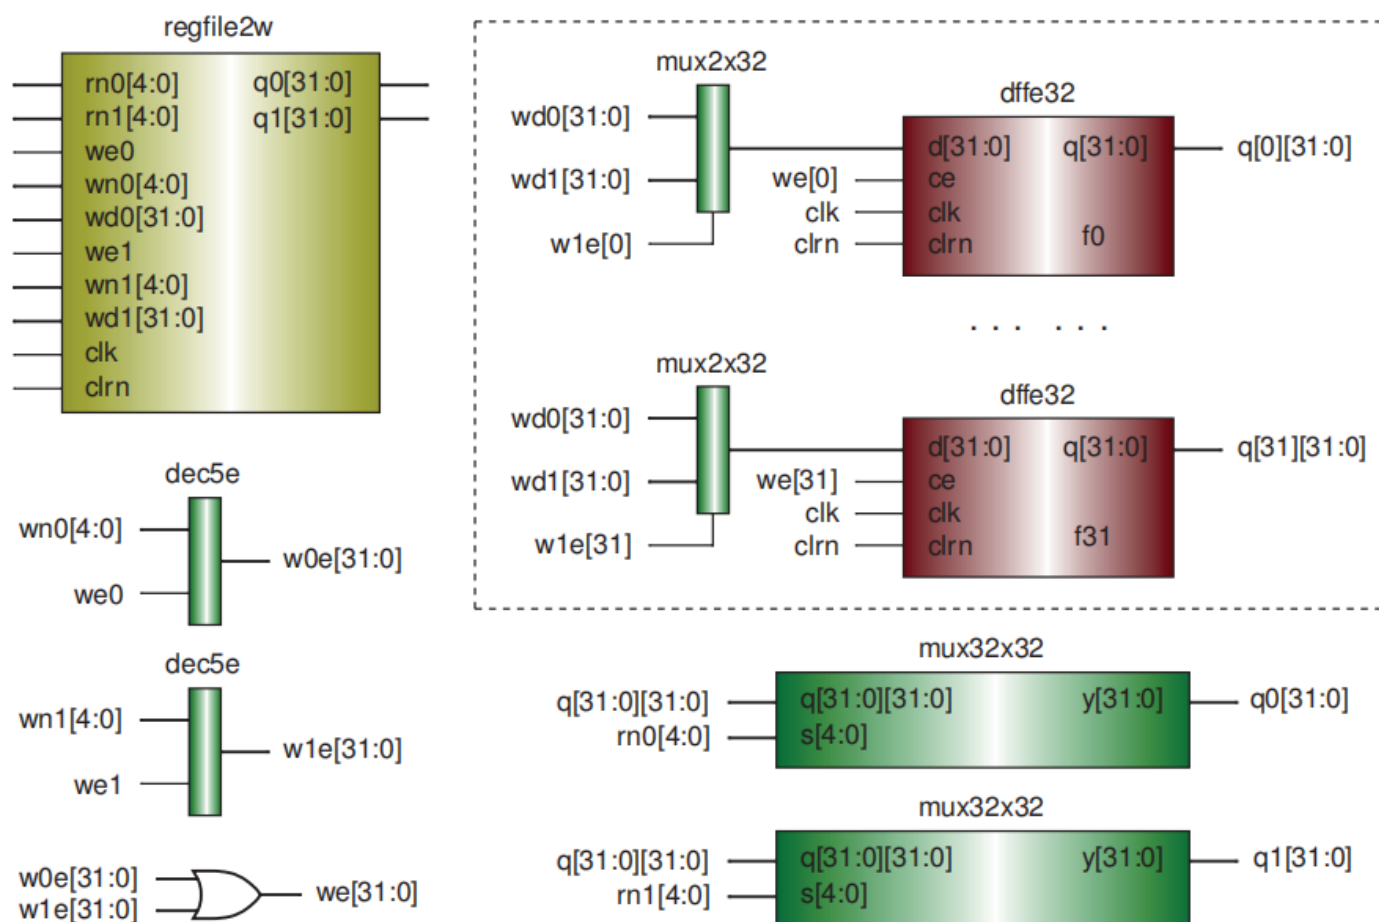 regfile2w
rn0[4:0] q0[31:0]
rn1[4:0] q1[31:0]
we0
wn0[4:0]
wd0[31:0]
we1
wn1[4:0]
wd1[31:0]
clk
clrn
mux2x32
wd0[31:0]
wd1[31:0]
w1e[0]
dffe32
d[31:0] q[31:0]
we[0] ce
clk clk
clrn clrn
f0
q[0][31:0]
... ...
mux2x32
wd0[31:0]
wd1[31:0]
w1e[31]
dffe32
d[31:0] q[31:0]
we[31] ce
clk clk
clrn clrn
f31
q[31][31:0]
dec5e
wn0[4:0]
we0
w0e[31:0]
dec5e
wn1[4:0]
we1
w1e[31:0]
w0e[31:0]
w1e[31:0]
we[31:0]
mux32x32
q[31:0][31:0] q[31:0][31:0] y[31:0] q0[31:0]
rn0[4:0] s[4:0]
mux32x32
q[31:0][31:0] q[31:0][31:0] y[31:0] q1[31:0]
rn1[4:0] s[4:0]